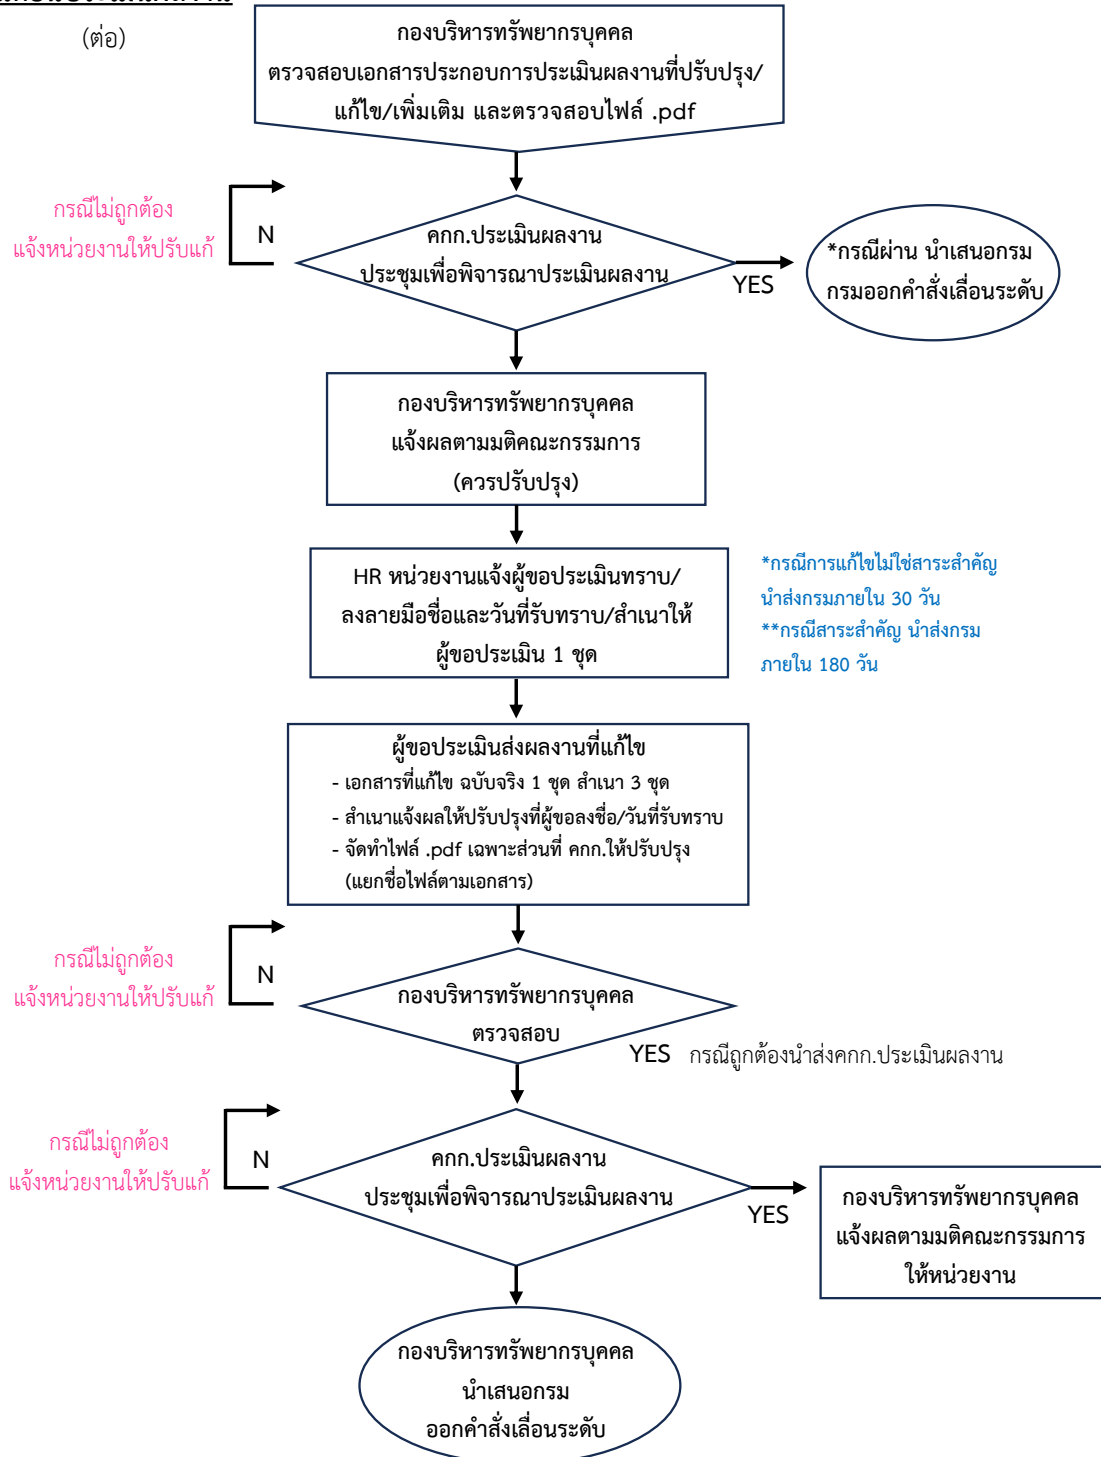 (ต่อ)
กองบริหารทรัพยากรบุคคล
ตรวจสอบเอกสารประกอบการประเมินผลงานที่ปรับปรุง/
แก้ไข/เพิ่มเติม และตรวจสอบไฟล์ .pdf
กรณีไม่ถูกต้อง
แจ้งหน่วยงานให้ปรับแก้
N
คกก.ประเมินผลงาน
ประชุมเพื่อพิจารณาประเมินผลงาน
YES
*กรณีผ่าน นำเสนอกรม
กรมออกคำสั่งเลื่อนระดับ
กองบริหารทรัพยากรบุคคล
แจ้งผลตามมติคณะกรรมการ
(ควรปรับปรุง)
HR หน่วยงานแจ้งผู้ขอประเมินทราบ/
ลงลายมือชื่อและวันที่รับทราบ/สำเนาให้
ผู้ขอประเมิน 1 ชุด
*กรณีการแก้ไขไม่ใช่สาระสำคัญ
นำส่งกรมภายใน 30 วัน
**กรณีสาระสำคัญ นำส่งกรม
ภายใน 180 วัน
ผู้ขอประเมินส่งผลงานที่แก้ไข
- เอกสารที่แก้ไข ฉบับจริง 1 ชุด สำเนา 3 ชุด
- สำเนาแจ้งผลให้ปรับปรุงที่ผู้ขอลงชื่อ/วันที่รับทราบ
- จัดทำไฟล์ .pdf เฉพาะส่วนที่ คกก.ให้ปรับปรุง
(แยกชื่อไฟล์ตามเอกสาร)
กรณีไม่ถูกต้อง
แจ้งหน่วยงานให้ปรับแก้
N
กองบริหารทรัพยากรบุคคล
ตรวจสอบ
YES กรณีถูกต้องนำส่งคกก.ประเมินผลงาน
กรณีไม่ถูกต้อง
แจ้งหน่วยงานให้ปรับแก้
N
คกก.ประเมินผลงาน
ประชุมเพื่อพิจารณาประเมินผลงาน
YES
กองบริหารทรัพยากรบุคคล
แจ้งผลตามมติคณะกรรมการ
ให้หน่วยงาน
กองบริหารทรัพยากรบุคคล
นำเสนอกรม
ออกคำสั่งเลื่อนระดับ